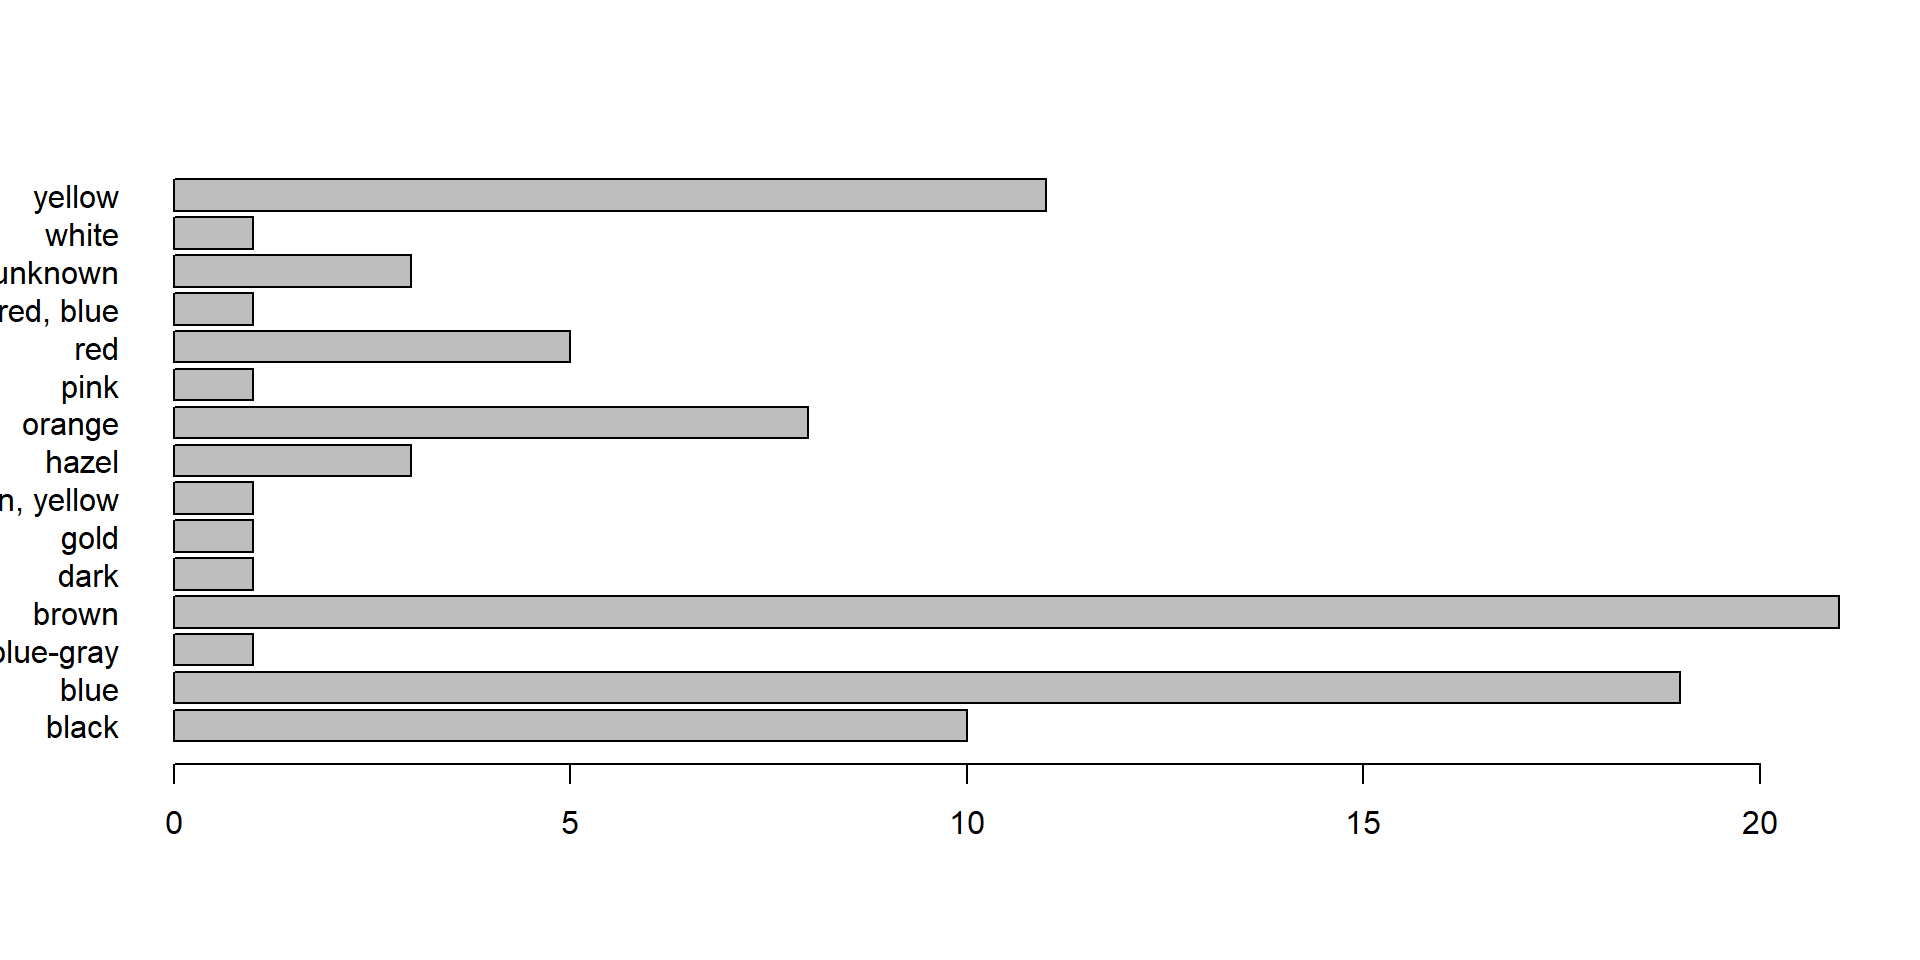 yellow
white
unknown
red, blue
red
pink
orange
hazel
n, yellow
gold
dark
brown
blue-gray
blue
black
0 5 10 15 20